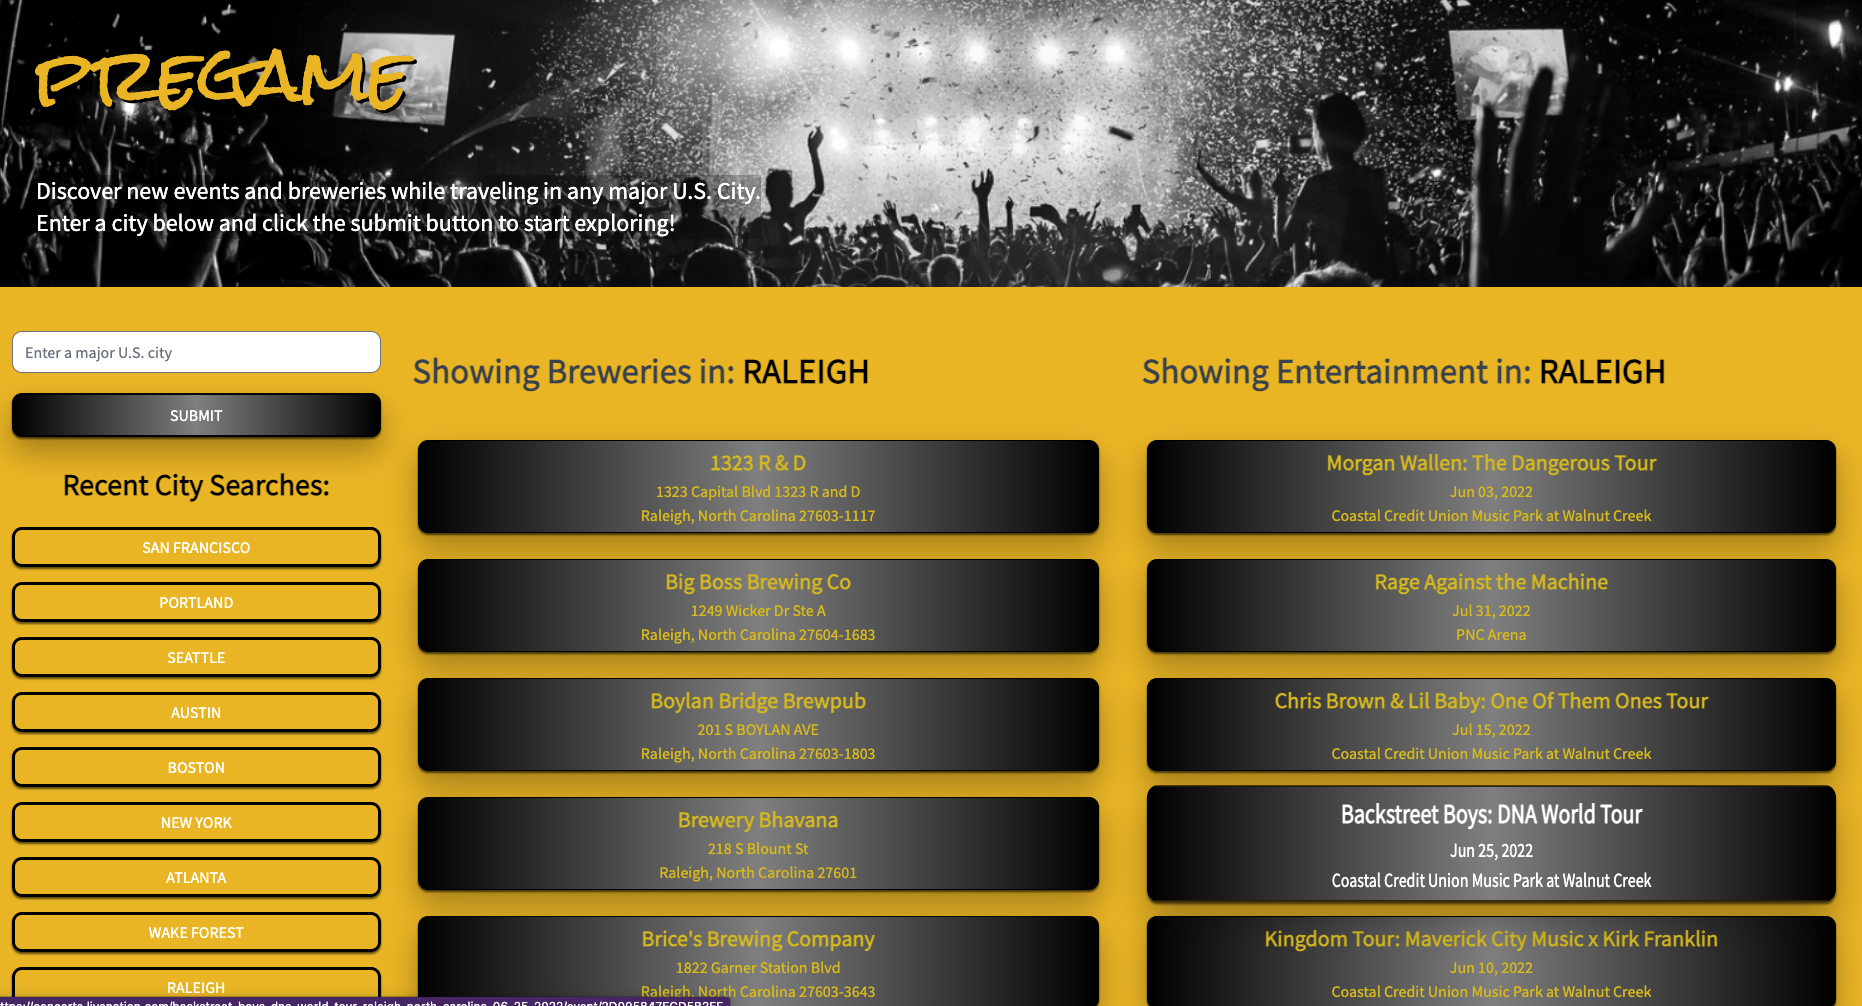 PREGAME
Discover new events and breweries while traveling in any major U.S. City.
Enter a city below and click the submit button to start exploring!
Enter a major U.S. city
SUBMIT
Recent City Searches:
SAN FRANCISCO
PORTLAND
SEATTLE
AUSTIN
BOSTON
NEW YORK
ATLANTA
WAKE FOREST
RALEIGH
Showing Breweries in: RALEIGH
1323 R & D
1323 Capital Blvd 1323 R and D
Raleigh, North Carolina 27603-1117
Big Boss Brewing Co
1249 Wicker Dr Ste A
Raleigh, North Carolina 27604-1683
Boylan Bridge Brewpub
201 S BOYLAN AVE
Raleigh, North Carolina 27603-1803
Brewery Bhavana
218 S Blount St
Raleigh, North Carolina 27601
Brice's Brewing Company
1822 Garner Station Blvd
Raleigh, North Carolina 27603-3643
Showing Entertainment in: RALEIGH
Morgan Wallen: The Dangerous Tour
Jun 03, 2022
Coastal Credit Union Music Park at Walnut Creek
Rage Against the Machine
Jul 31, 2022
PNC Arena
Chris Brown & Lil Baby: One Of Them Ones Tour
Jul 15, 2022
Coastal Credit Union Music Park at Walnut Creek
Backstreet Boys: DNA World Tour
Jun 25, 2022
Coastal Credit Union Music Park at Walnut Creek
Kingdom Tour: Maverick City Music x Kirk Franklin
Jun 10, 2022
Coastal Credit Union Music Park at Walnut Creek